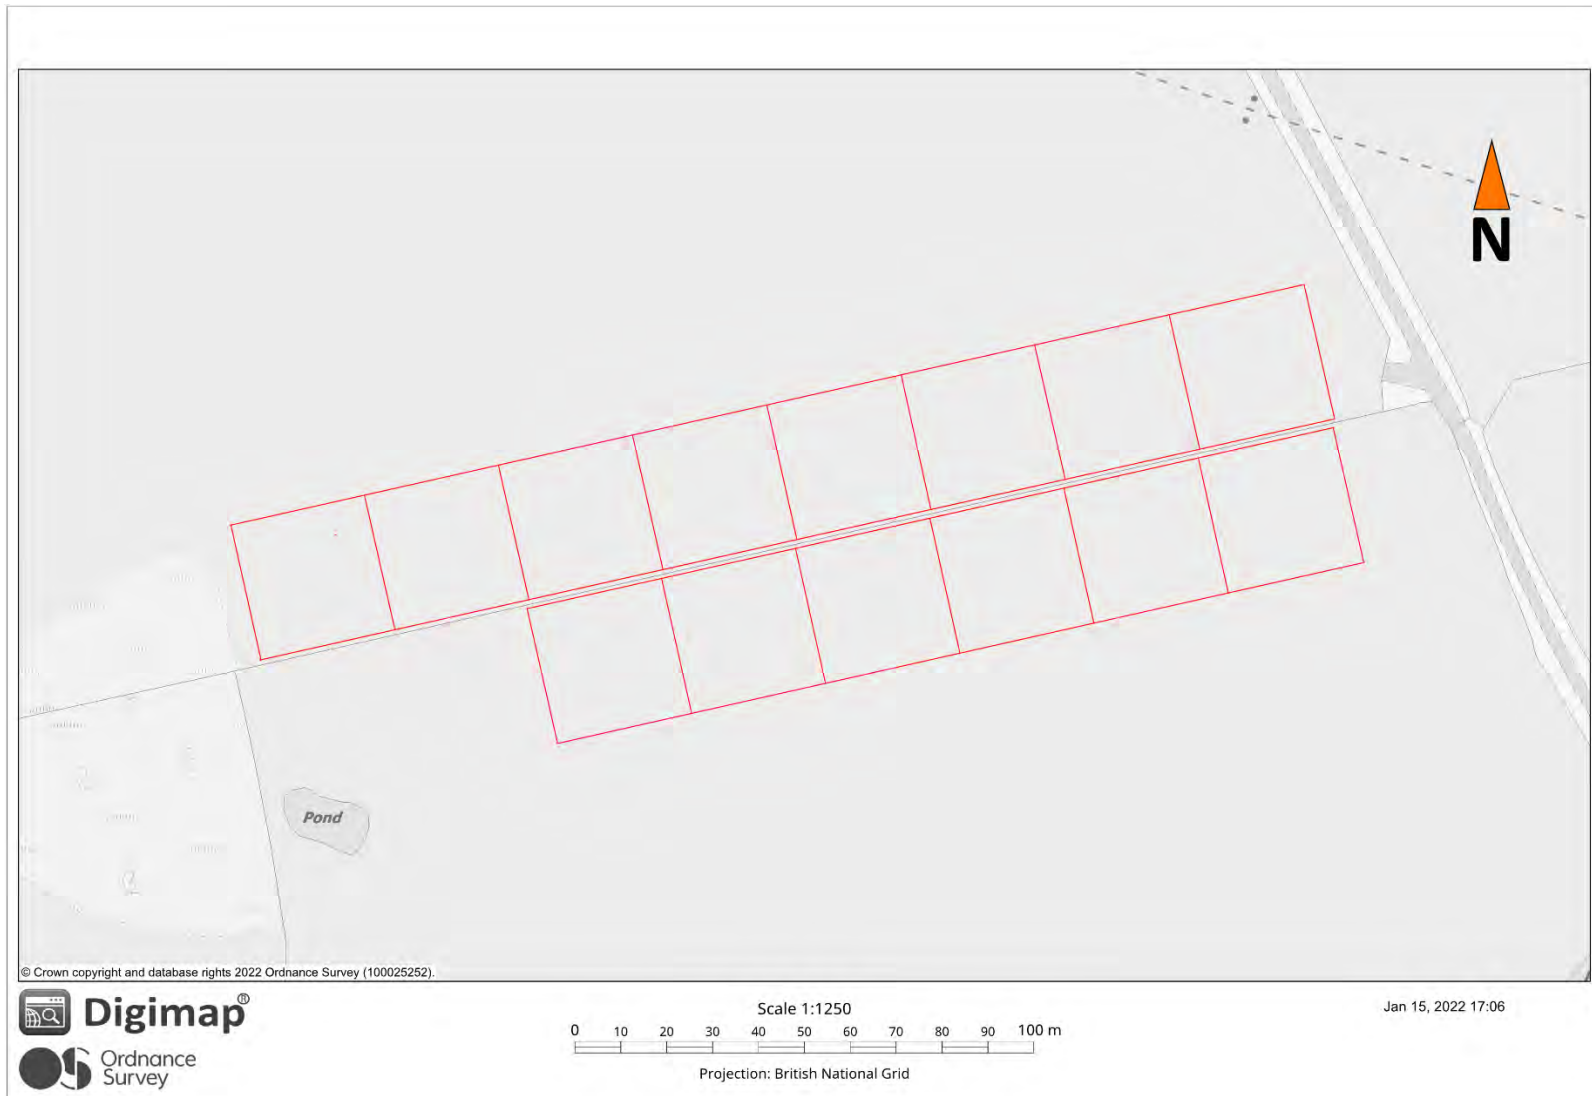 N
Pond
© Crown copyright and database rights 2022 Ordnance Survey (100025252).
Digimap®
Ordnance
Survey
Scale 1:1250
0 10 20 30 40 50 60 70 80 90 100 m
Projection: British National Grid
Jan 15, 2022 17:06